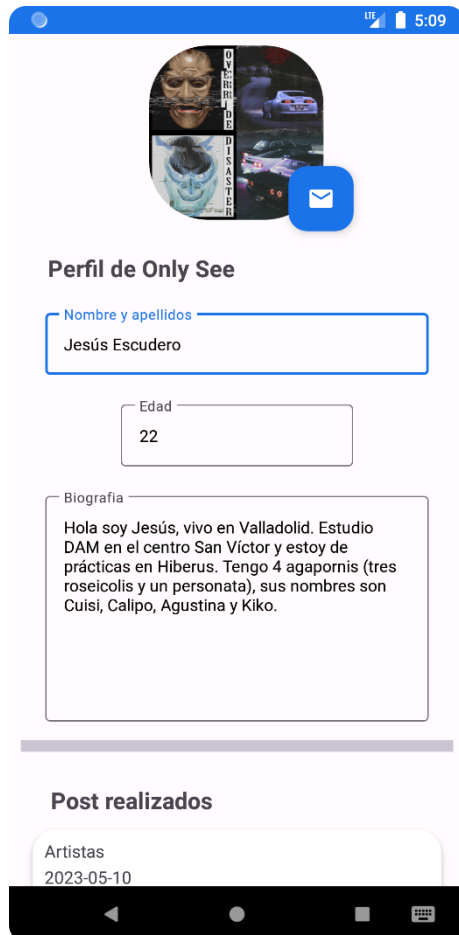 LTE 5:09
OVERRIDE
DISASTER
Perfil de Only See
Nombre y apellidos
Jesús Escudero
Edad
22
Biografia
Hola soy Jesús, vivo en Valladolid. Estudio
DAM en el centro San Víctor y estoy de
prácticas en Hiberus. Tengo 4 agapornis (tres
roseicolis y un personata), sus nombres son
Cuisi, Calipo, Agustina y Kiko.
Post realizados
Artistas
2023-05-10